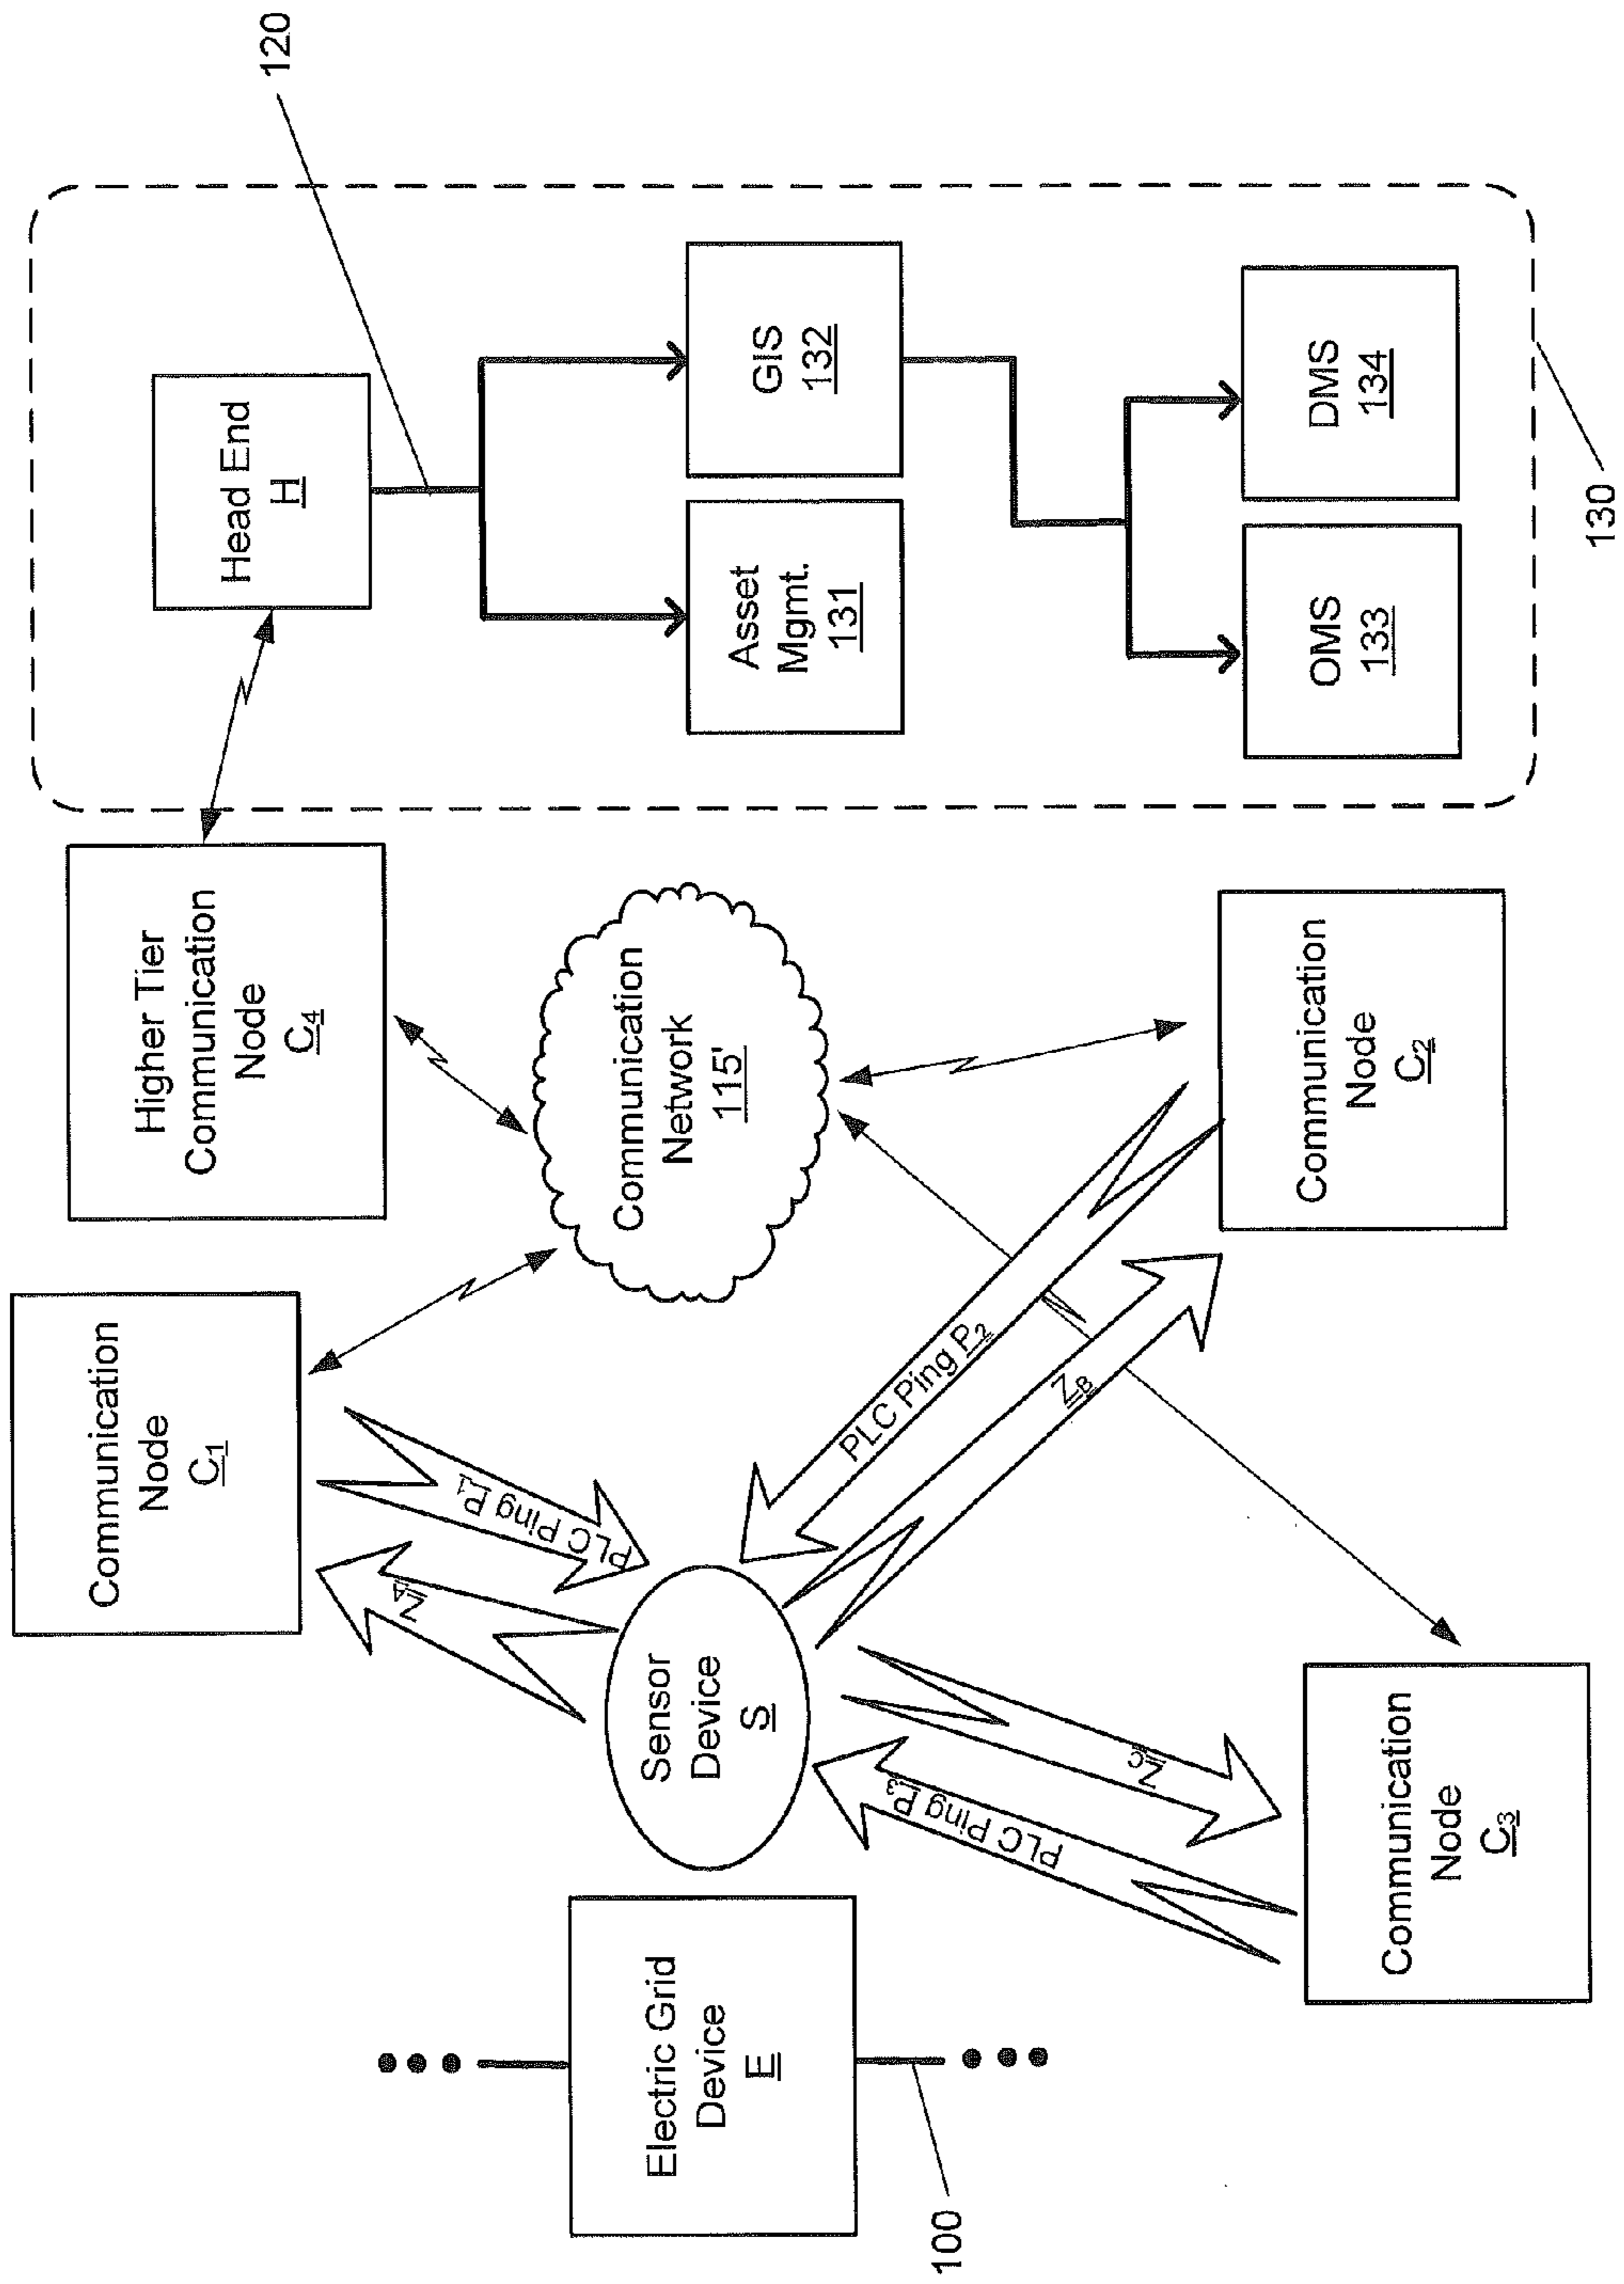 Electric Grid
Device
E
100
Communication
Node
C1
Sensor
Device
S
Communication
Node
C3
ZA
PLC Ping P1
PLC Ping P3
ZC
PLC Ping P2
ZB
Higher Tier
Communication
Node
C4
Communication
Network
115'
Communication
Node
C2
Head End
H
120
Asset
Mgmt.
131
GIS
132
OMS
133
DMS
134
130